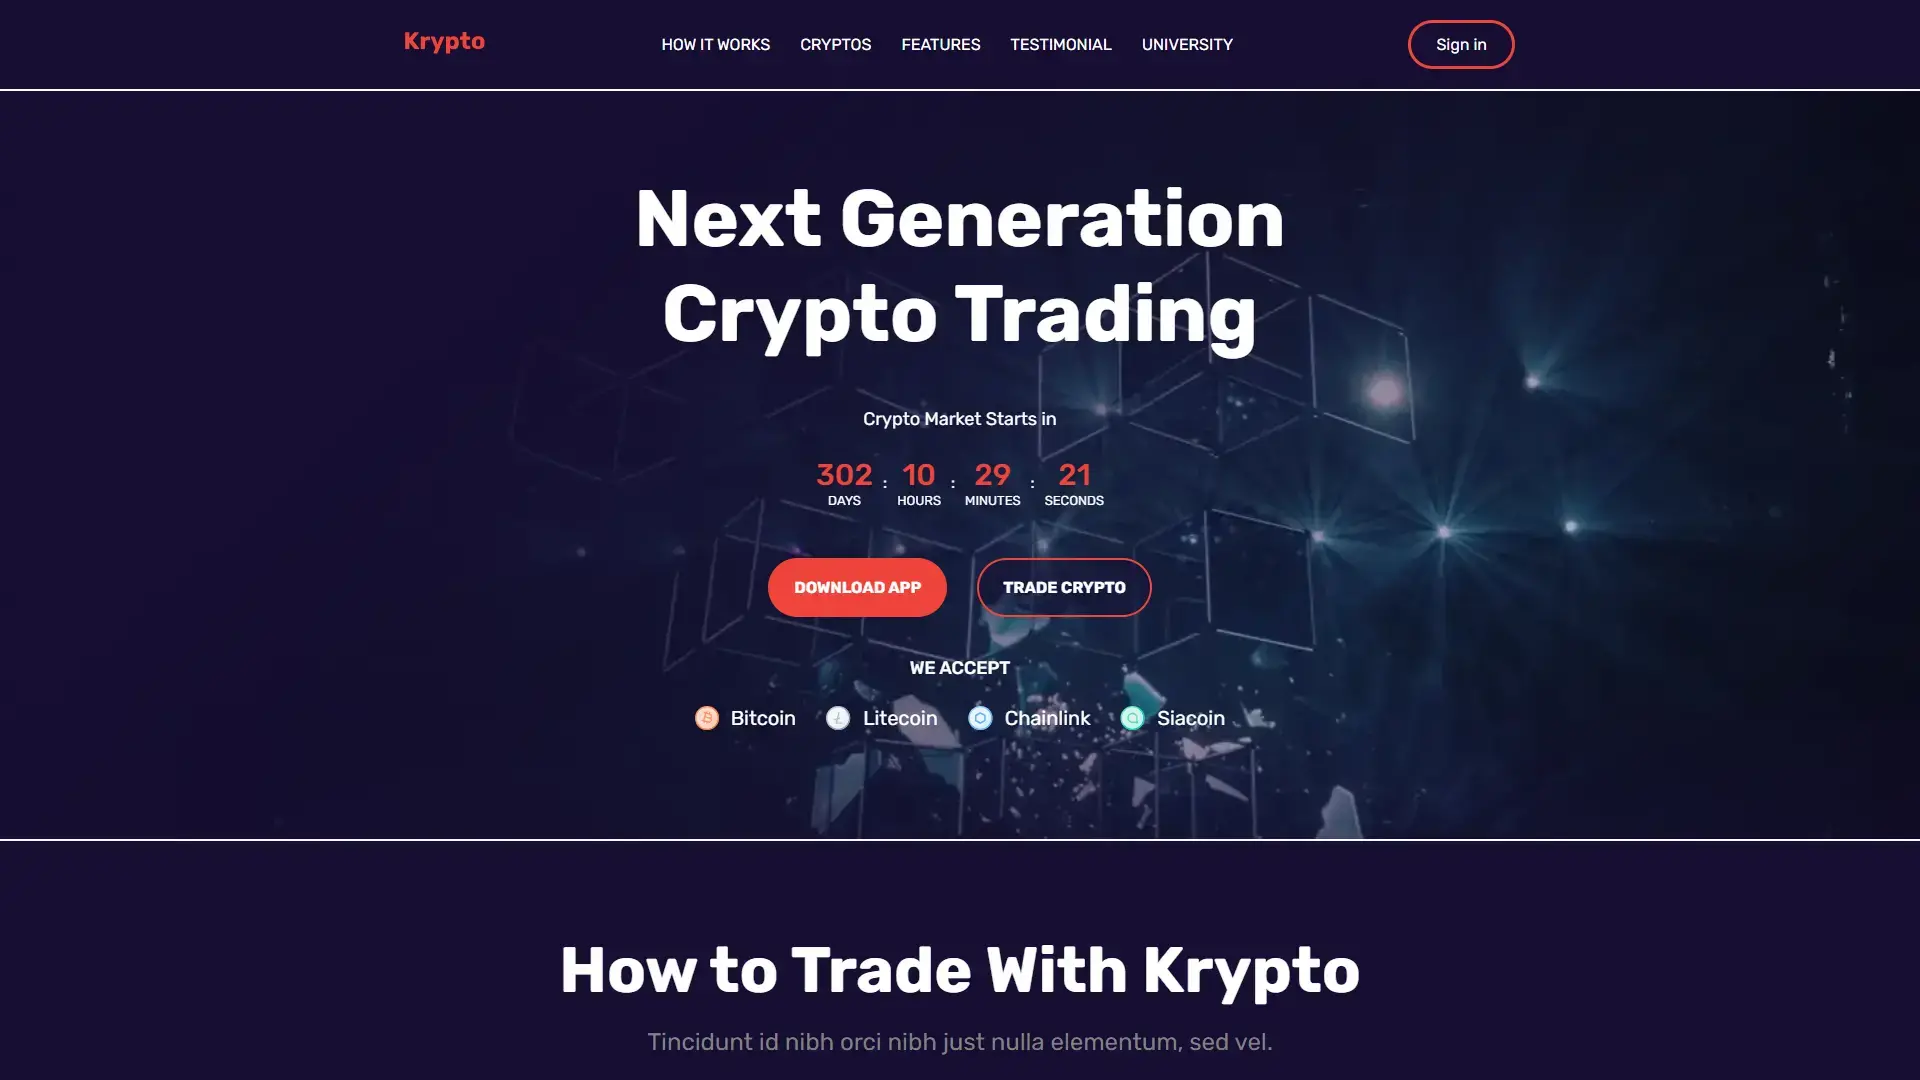 Krypto
HOW IT WORKS
CRYPTOS
FEATURES
TESTIMONIAL
UNIVERSITY
Sign in
Next Generation
Crypto Trading
Crypto Market Starts in
302 : 10 : 29 : 21
DAYS HOURS MINUTES SECONDS
DOWNLOAD APP
TRADE CRYPTO
WE ACCEPT
Bitcoin
Litecoin
Chainlink
Siacoin
How to Trade With Krypto
Tincidunt id nibh orci nibh just nulla elementum, sed vel.